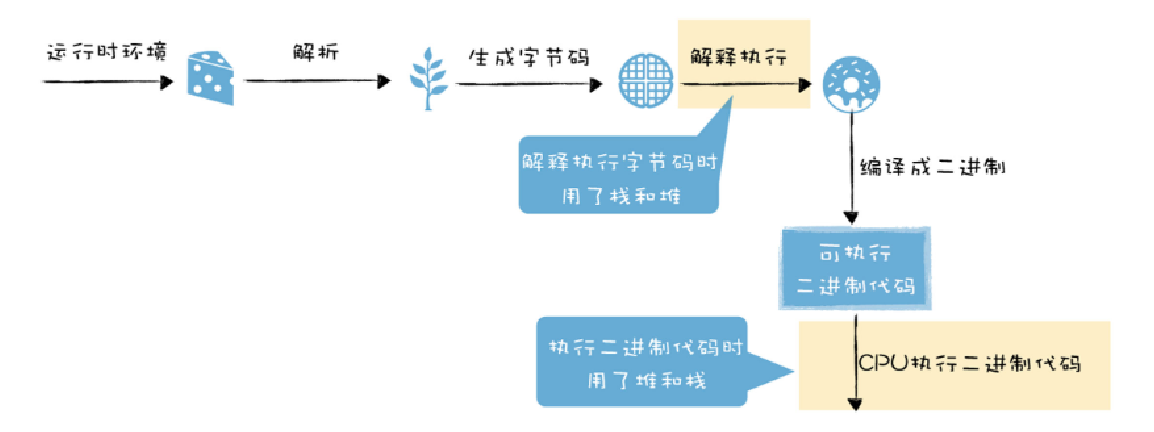 运行时环境
解析
生成字节码
解释执行
解释执行字节码时
用了栈和堆
编译成二进制
可执行
二进制代码
执行二进制代码时
用了堆和栈
CPU执行二进制代码